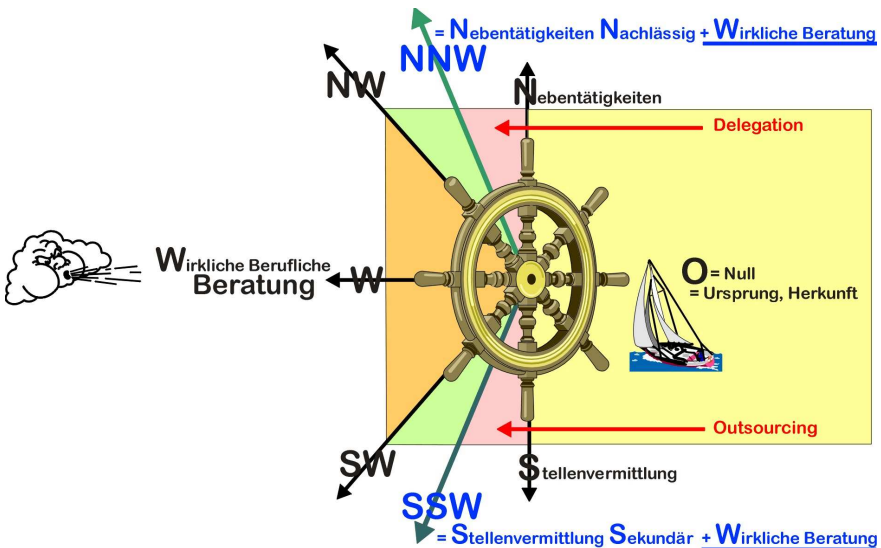 = Nebentätigkeiten Nachlässig + Wirkliche Beratung
NNW
NW
Nebentätigkeiten
Delegation
Wirkliche Berufliche
Beratung
W
O = Null
= Ursprung, Herkunft
Outsourcing
SW
Stellenvermittlung
SSW
= Stellenvermittlung Sekundär + Wirkliche Beratung